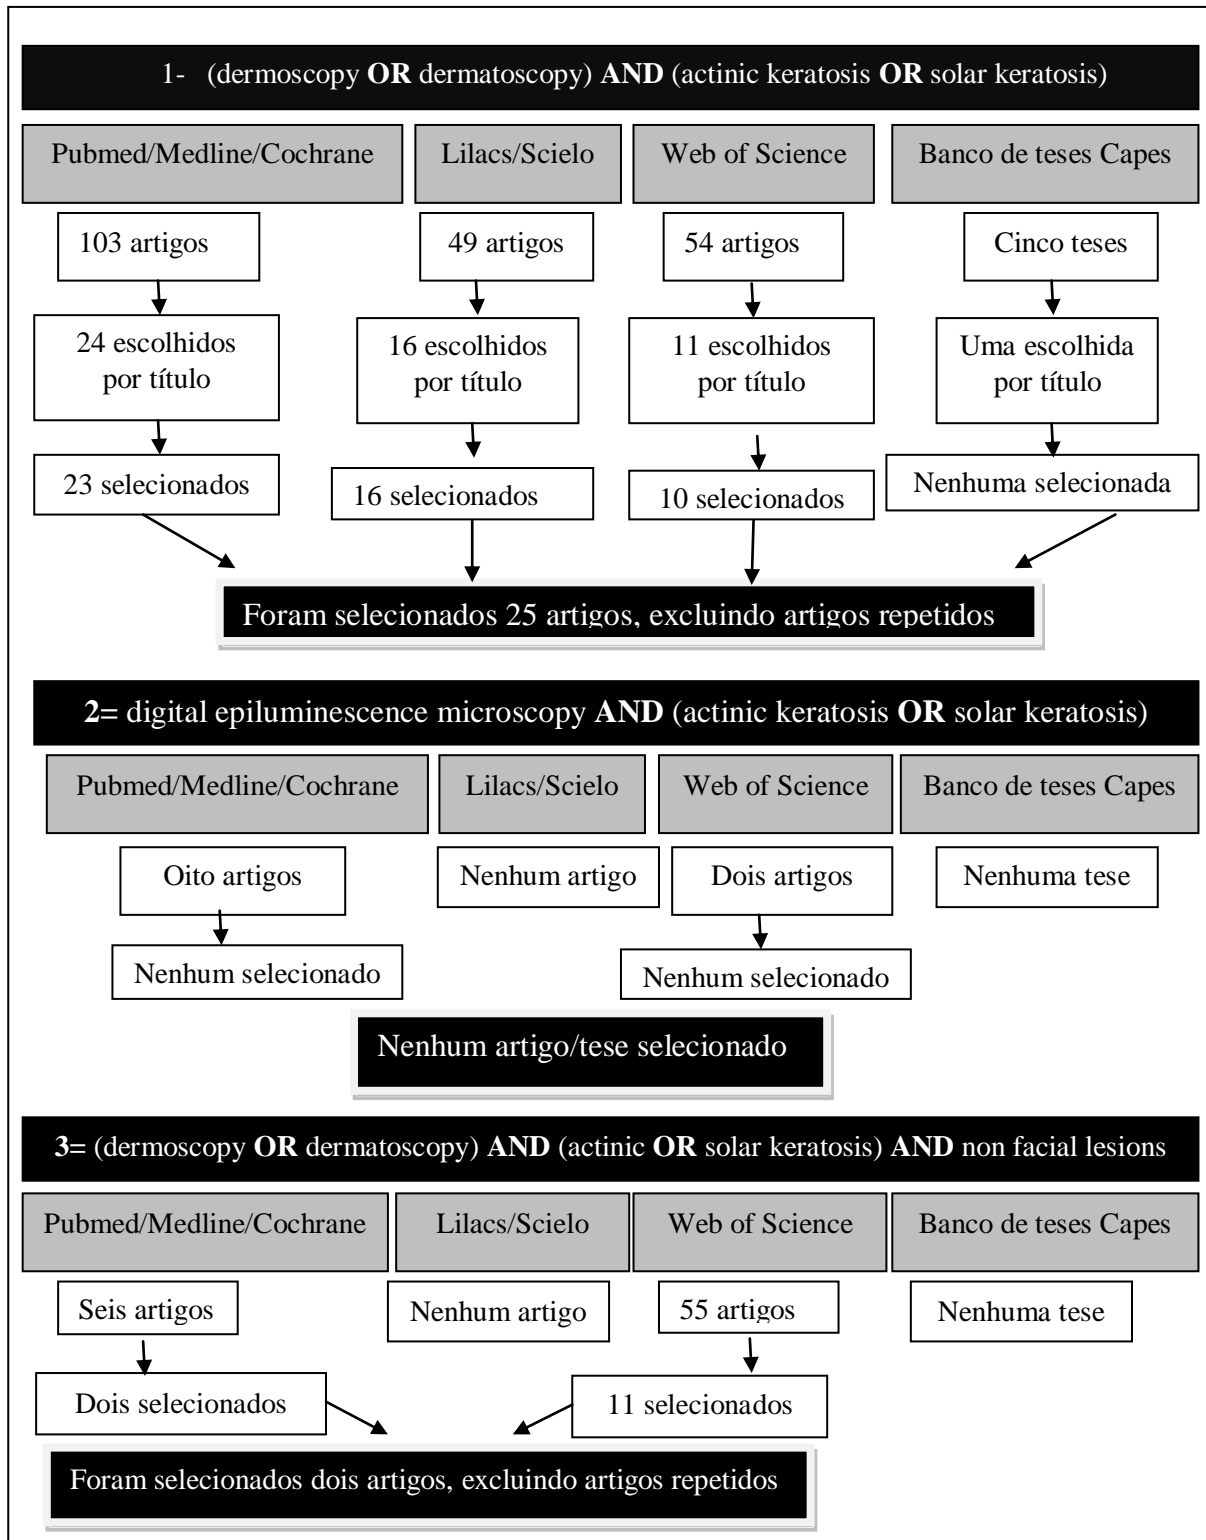 1- (dermoscopy OR dermatoscopy) AND (actinic keratosis OR solar keratosis)
Pubmed/Medline/Cochrane
Lilacs/Scielo
Web of Science
Banco de teses Capes
103 artigos
49 artigos
54 artigos
Cinco teses
24 escolhidos
por título
16 escolhidos
por título
11 escolhidos
por título
Uma escolhida
por título
23 selecionados
16 selecionados
10 selecionados
Nenhuma selecionada
Foram selecionados 25 artigos, excluindo artigos repetidos
2= digital epiluminescence microscopy AND (actinic keratosis OR solar keratosis)
Pubmed/Medline/Cochrane
Lilacs/Scielo
Web of Science
Banco de teses Capes
Oito artigos
Nenhum artigo
Dois artigos
Nenhuma tese
Nenhum selecionado
Nenhum selecionado
Nenhum artigo/tese selecionado
3= (dermoscopy OR dermatoscopy) AND (actinic OR solar keratosis) AND non facial lesions
Pubmed/Medline/Cochrane
Lilacs/Scielo
Web of Science
Banco de teses Capes
Seis artigos
Nenhum artigo
55 artigos
Nenhuma tese
Dois selecionados
11 selecionados
Foram selecionados dois artigos, excluindo artigos repetidos